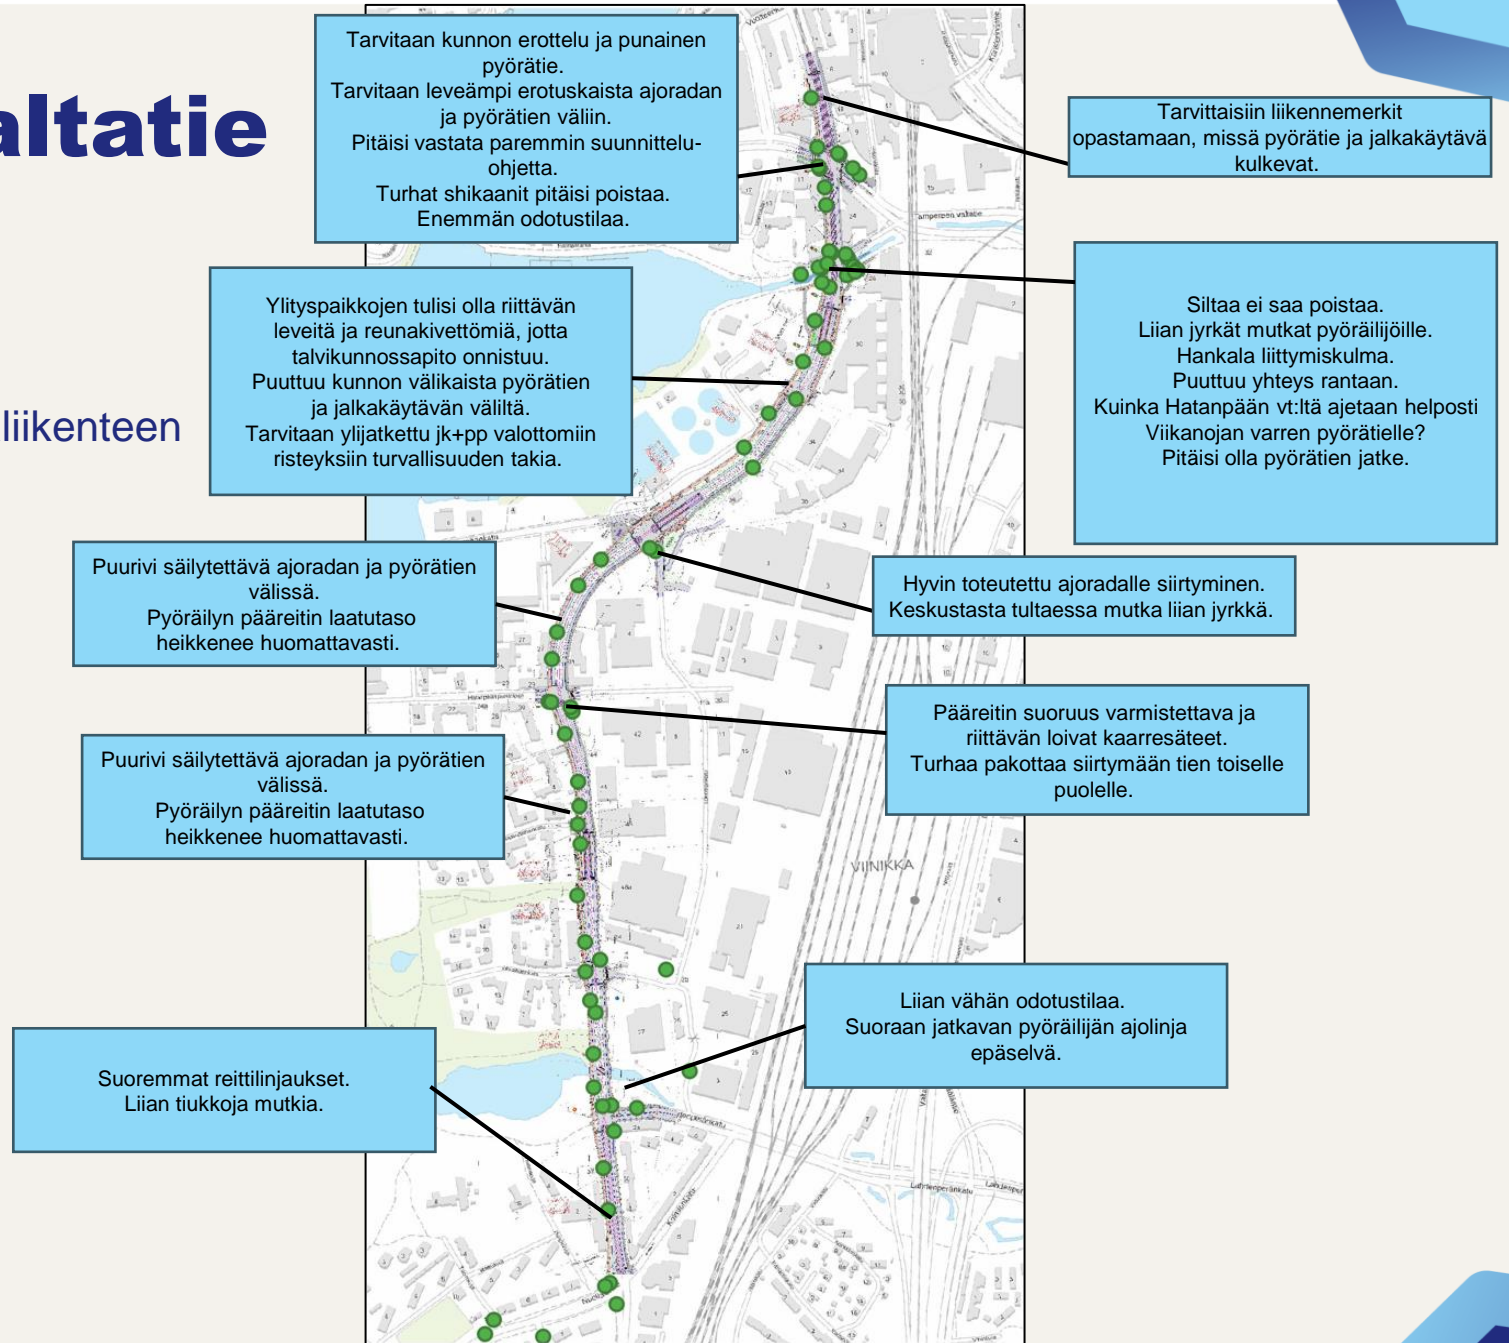 altatie
liikenteen
Tarvitaan kunnon erottelu ja punainen
pyörätie.
Tarvitaan leveämpi erotuskaista ajoradan
ja pyörätien väliin.
Pitäisi vastata paremmin suunnittelu-
ohjetta.
Turhat shikaanit pitäisi poistaa.
Enemmän odotustilaa.
Tarvittaisiin liikennemerkit
opastamaan, missä pyörätie ja jalkakäytävä
kulkevat.
Ylityspaikkojen tulisi olla riittävän
leveitä ja reunakivettömiä, jotta
talvikunnossapito onnistuu.
Puuttuu kunnon välikaista pyörätien
ja jalkakäytävän väliltä.
Tarvitaan ylijatkettu jk+pp valottomiin
risteyksiin turvallisuuden takia.
Siltaa ei saa poistaa.
Liian jyrkät mutkat pyöräilijöille.
Hankala liittymiskulma.
Puuttuu yhteys rantaan.
Kuinka Hatanpään vt:ltä ajetaan helposti
Viikanojan varren pyörätielle?
Pitäisi olla pyörätien jatke.
Puurivi säilytettävä ajoradan ja pyörätien
välissä.
Pyöräilyn pääreitin laatutaso
heikkenee huomattavasti.
Hyvin toteutettu ajoradalle siirtyminen.
Keskustasta tultaessa mutka liian jyrkkä.
Pääreitin suoruus varmistettava ja
riittävän loivat kaarresäteet.
Turhaa pakottaa siirtymään tien toiselle
puolelle.
Puurivi säilytettävä ajoradan ja pyörätien
välissä.
Pyöräilyn pääreitin laatutaso
heikkenee huomattavasti.
VIINIKKA
Liian vähän odotustilaa.
Suoraan jatkavan pyöräilijän ajolinja
epäselvä.
Suoremmat reittilinjaukset.
Liian tiukkoja mutkia.
Lahdenperänkatu